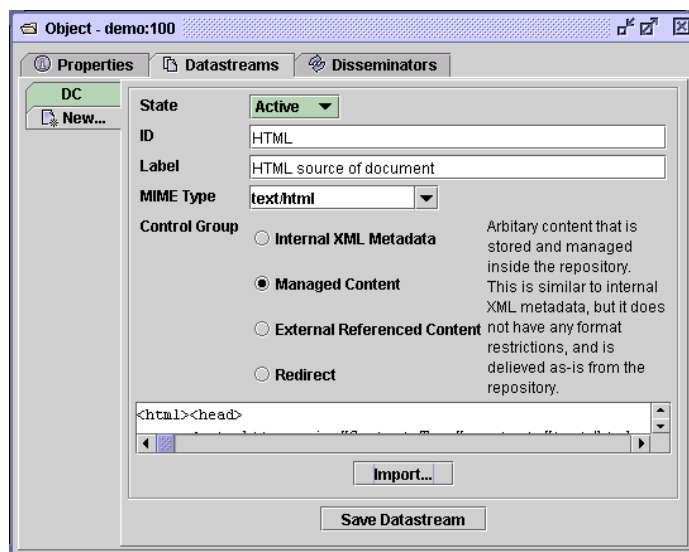 Object - demo:100
Properties
Datastreams
Disseminators
DC
New...
State
Active
ID
HTML
Label
HTML source of document
MIME Type
text/html
Control Group
Internal XML Metadata
Managed Content
External Referenced Content
Redirect
Arbitary content that is
stored and managed
inside the repository.
This is similar to internal
XML metadata, but it does
not have any format
restrictions, and is
delieved as-is from the
repository.
<html><head>
Import...
Save Datastream